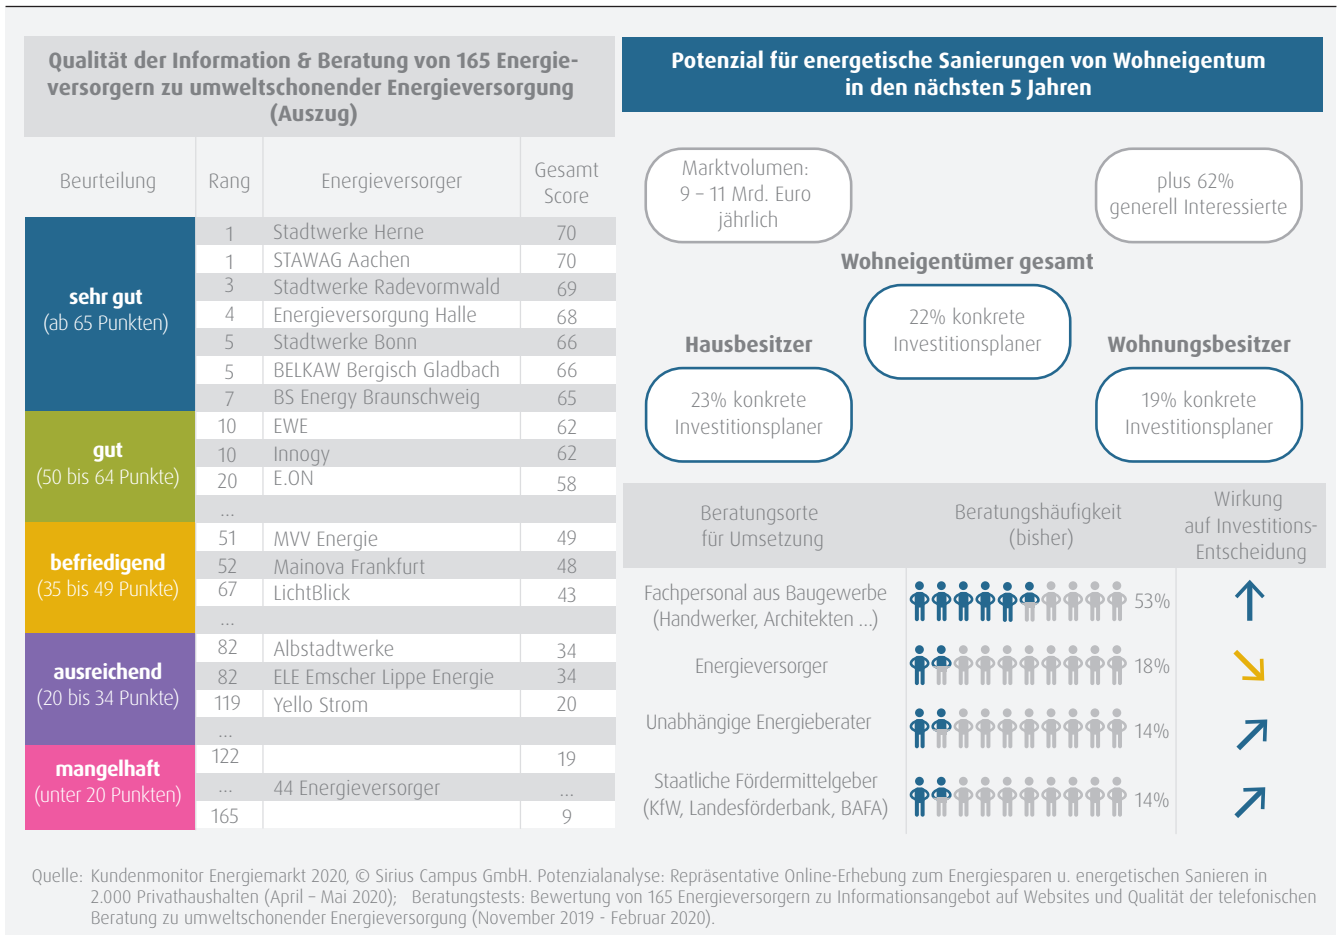 Qualität der Information & Beratung von 165 Energie-
versorgern zu umweltschonender Energieversorgung
(Auszug)
Beurteilung
Rang
Energieversorger
Gesamt
Score
sehr gut
(ab 65 Punkten)
1 Stadtwerke Herne 70
1 STAWAG Aachen 70
3 Stadtwerke Radevormwald 69
4 Energieversorgung Halle 68
5 Stadtwerke Bonn 66
5 BELKAW Bergisch Gladbach 66
7 BS Energy Braunschweig 65
gut
(50 bis 64 Punkte)
10 EWE 62
10 Innogy 62
20 E.ON 58
...
befriedigend
(35 bis 49 Punkte)
51 MVV Energie 49
52 Mainova Frankfurt 48
67 LichtBlick 43
...
ausreichend
(20 bis 34 Punkte)
82 Albstadtwerke 34
82 ELE Emscher Lippe Energie 34
119 Yello Strom 20
...
mangelhaft
(unter 20 Punkten)
122 19
... 44 Energieversorger ...
165 9
Potenzial für energetische Sanierungen von Wohneigentum
in den nächsten 5 Jahren
Marktvolumen:
9 – 11 Mrd. Euro
jährlich
plus 62%
generell Interessierte
Wohneigentümer gesamt
22% konkrete
Investitionsplaner
Hausbesitzer
23% konkrete
Investitionsplaner
Wohnungsbesitzer
19% konkrete
Investitionsplaner
Beratungsorte
für Umsetzung
Beratungshäufigkeit
(bisher)
Wirkung
auf Investitions-
Entscheidung
Fachpersonal aus Baugewerbe
(Handwerker, Architekten ...)
53%
Energieversorger
18%
Unabhängige Energieberater
14%
Staatliche Fördermittelgeber
(KfW, Landesförderbank, BAFA)
14%
Quelle: Kundenmonitor Energiemarkt 2020, © Sirius Campus GmbH. Potenzialanalyse: Repräsentative Online-Erhebung zum Energiesparen u. energetischen Sanieren in
2.000 Privathaushalten (April – Mai 2020); Beratungstests: Bewertung von 165 Energieversorgern zu Informationsangebot auf Websites und Qualität der telefonischen
Beratung zu umweltschonender Energieversorgung (November 2019 - Februar 2020).